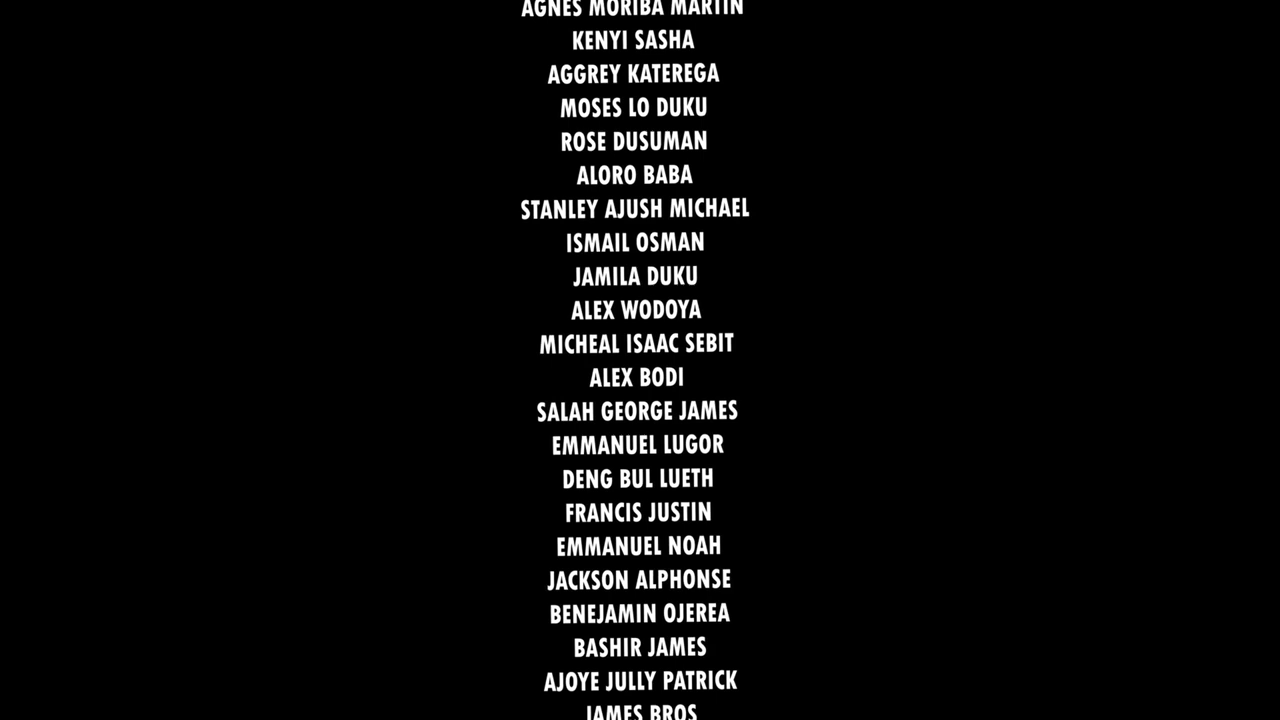 AGNES MORIBA MARTIN
KENYI SASHA
AGGREY KATEREGA
MOSES LO DUKU
ROSE DUSUMAN
ALORO BABA
STANLEY AJUSH MICHAEL
ISMAIL OSMAN
JAMILA DUKU
ALEX WODOYA
MICHEAL ISAAC SEBIT
ALEX BODI
SALAH GEORGE JAMES
EMMANUEL LUGOR
DENG BUL LUETH
FRANCIS JUSTIN
EMMANUEL NOAH
JACKSON ALPHONSE
BENEJAMIN OJEREA
BASHIR JAMES
AJOYE JULLY PATRICK
JAMES BROS